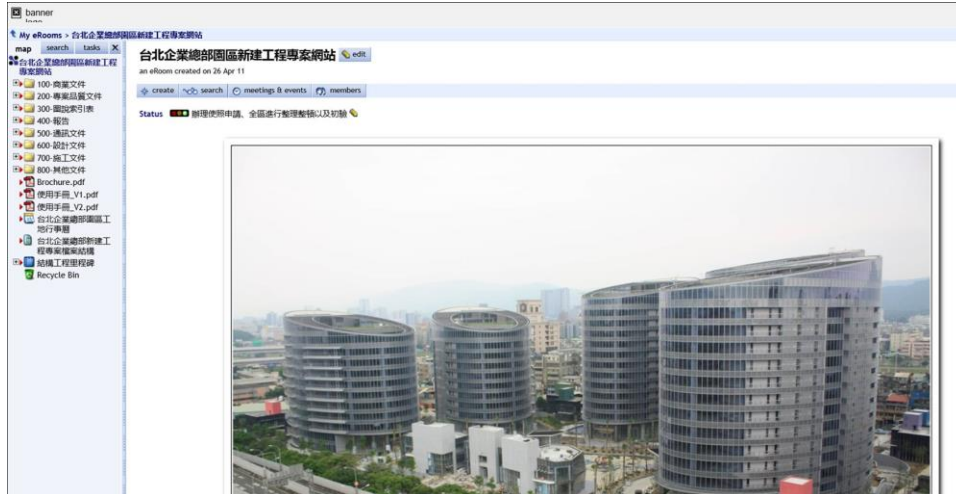 banner
logo
My eRooms > 台北企業總部園區新建工程專案網站
map search tasks X
台北企業總部園區新建工程
專案網站
100-商業文件
200-專案品質文件
300-圖說索引表
400-報告
500-通訊文件
600-設計文件
700-施工文件
800-其他文件
Brochure.pdf
使用手冊_V1.pdf
使用手冊_V2.pdf
台北企業總部園區工
地行事曆
台北企業總部新建工
程專案檔案結構
結構工程里程碑
Recycle Bin
台北企業總部園區新建工程專案網站 edit
an eRoom created on 26 Apr 11
create search meetings & events members
Status 辦理使照申請、全區進行整理整頓以及初驗